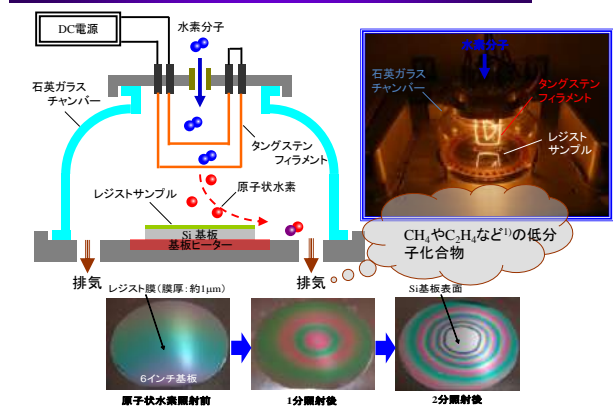 DC電源
水素分子
石英ガラス
チャンバー
タングステン
フィラメント
原子状水素
レジストサンプル
Si 基板
基板ヒーター
排気
排気
水素分子
石英ガラス
チャンバー
タングステン
フィラメント
レジスト
サンプル
CH₄やC₂H₄など¹⁾の低分
子化合物
レジスト膜(膜厚:約1μm)
Si基板表面
6インチ基板
原子状水素照射前
1分照射後
2分照射後